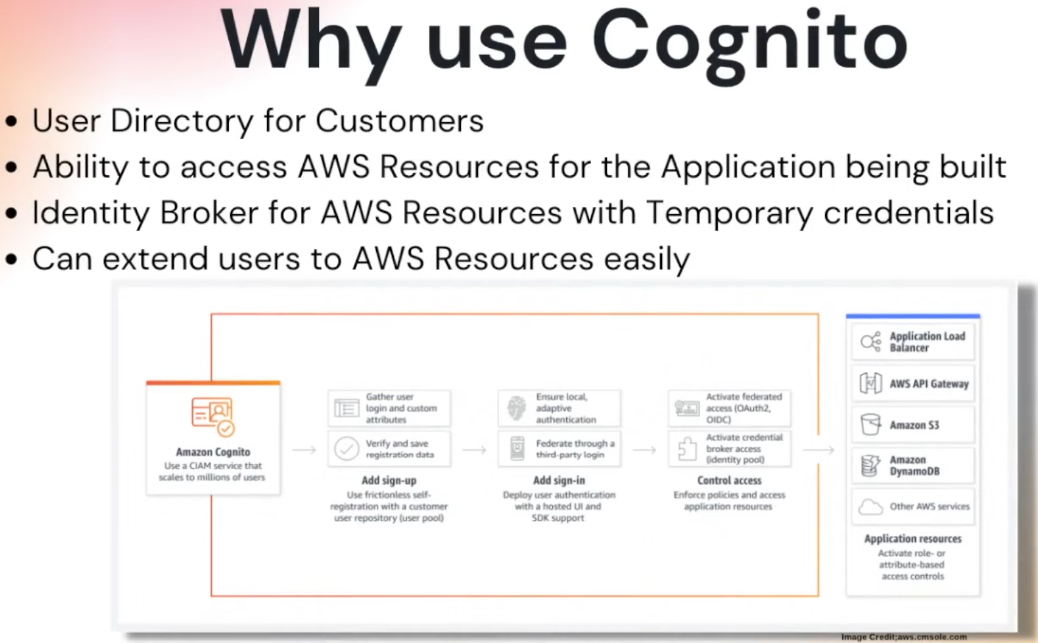 Why use Cognito
• User Directory for Customers
• Ability to access AWS Resources for the Application being built
• Identity Broker for AWS Resources with Temporary credentials
• Can extend users to AWS Resources easily
Amazon Cognito
Use a CIAM service that
scales to millions of users
Gather user
login and custom
attributes
Verify and save
registration data
Add sign-up
Use frictionless self-
registration with a customer
user repository (user pool)
Ensure local,
adaptive
authentication
Federate through a
third-party login
Add sign-in
Deploy user authentication
with a hosted UI and
SDK support
Activate federated
access (OAuth2,
OIDC)
Activate credential
broker access
(identity pool)
Control access
Enforce policies and access
application resources
Application Load
Balancer
AWS API Gateway
Amazon S3
Amazon
DynamoDB
Other AWS services
Application resources
Activate role- or
attribute-based
access controls
Image Credit;aws.cmsole.com